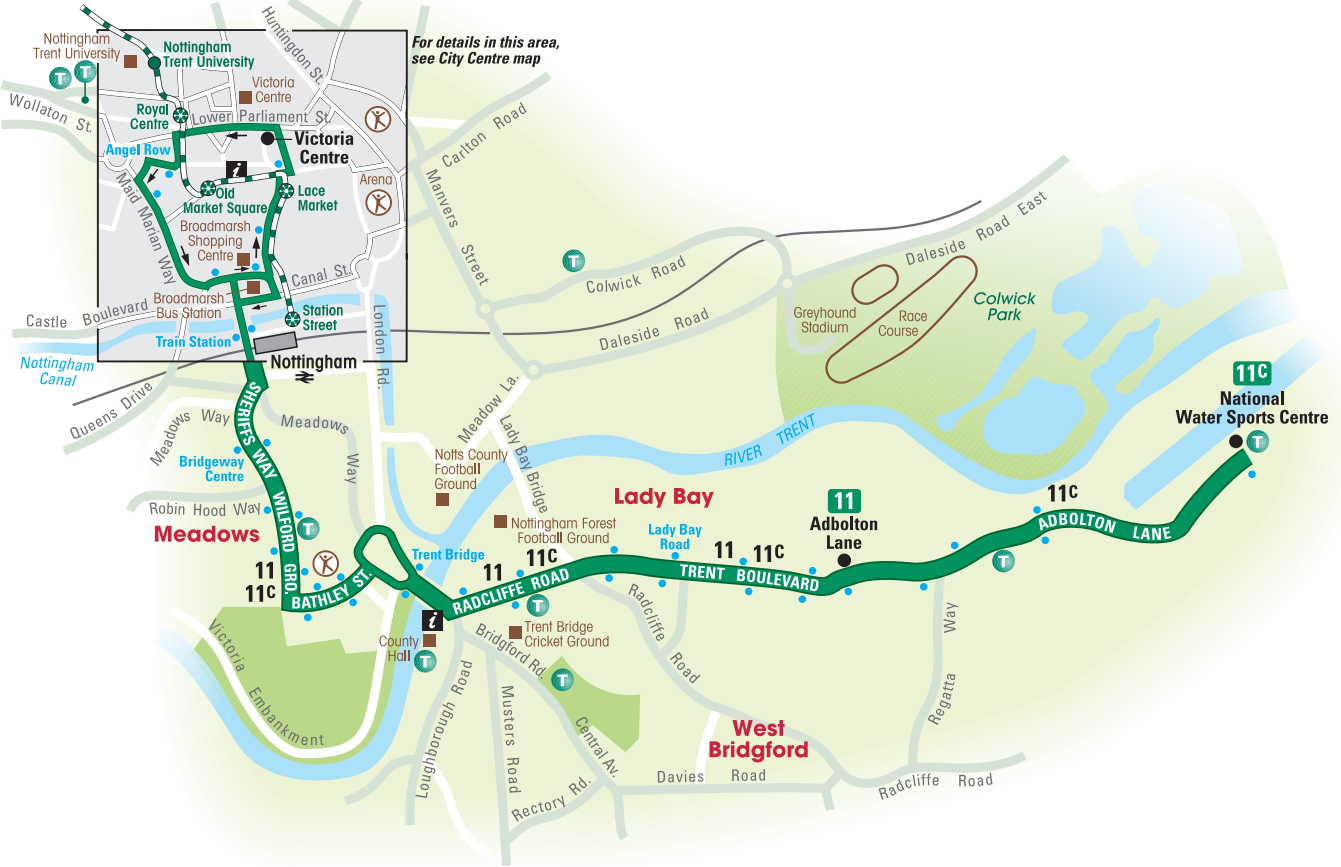 For details in this area,
see City Centre map
Nottingham
Trent University
Nottingham
Trent University
T
T
Wollaton St.
Huntingdon St.
Victoria
Centre
Royal
Centre
Lower Parliament St.
Victoria
Centre
Angel Row
i
Old
Market Square
Lace
Market
Arena
Maid Marian Way
Broadmarsh
Shopping
Centre
Canal St.
Broadmarsh
Bus Station
Castle Boulevard
Station
Street
Train Station
Nottingham
Canal
Nottingham
London Rd.
Queens Drive
Carlton Road
Manvers Street
T
Colwick Road
Daleside Road
Daleside Road East
Greyhound
Stadium
Race
Course
Colwick
Park
11C
National
Water Sports Centre
T
SHERIFFS WAY
Meadows Way
Meadows Way
Meadow La.
Lady Bay Bridge
RIVER TRENT
Bridgeway
Centre
Notts County
Football
Ground
Robin Hood Way
WILFORD GRO.
T
Meadows
Lady Bay
11
Adbolton
Lane
11C
ADBOLTON LANE
T
Nottingham Forest
Football Ground
Lady Bay
Road
Trent Bridge
11
11C
BATHLEY ST.
11
11C
RADCLIFFE ROAD
11
11C
TRENT BOULEVARD
T
i
Trent Bridge
Cricket Ground
County
Hall
T
Bridgford Rd.
T
Radcliffe Road
Regatta Way
Victoria Embankment
Loughborough Road
Musters Road
Central Av.
West
Bridgford
Rectory Rd.
Davies Road
Radcliffe Road